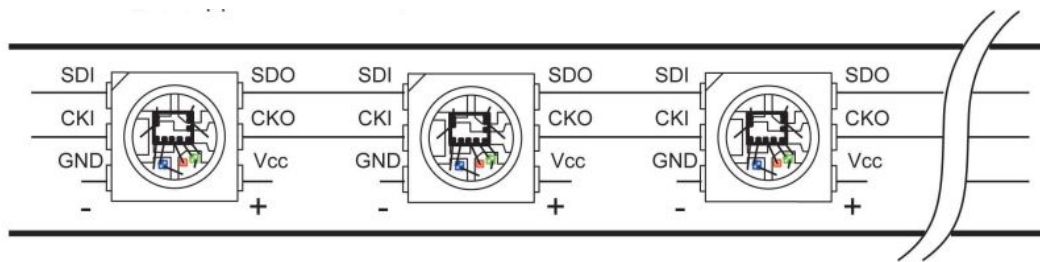 SDI SDO SDI SDO SDI SDO
CKI CKO CKI CKO CKI CKO
GND Vcc GND Vcc GND Vcc
- + - + - +